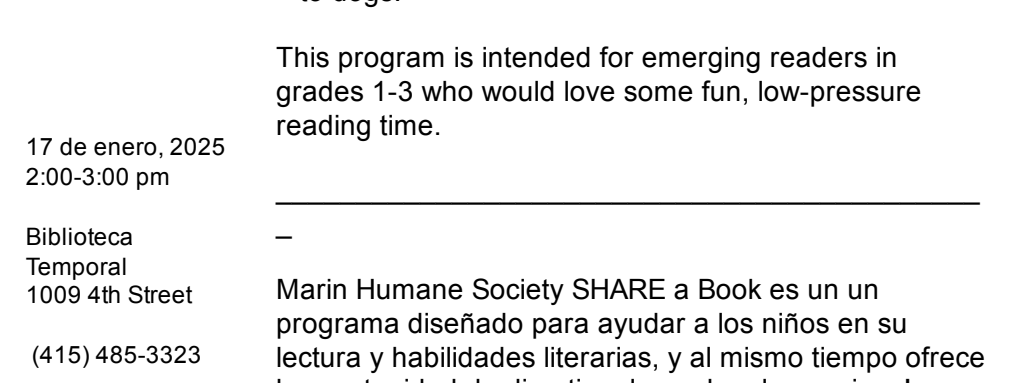 to dogs.
This program is intended for emerging readers in
grades 1-3 who would love some fun, low-pressure
reading time.
17 de enero, 2025
2:00-3:00 pm
Biblioteca
Temporal
1009 4th Street
(415) 485-3323
–
Marin Humane Society SHARE a Book es un un
programa diseñado para ayudar a los niños en su
lectura y habilidades literarias, y al mismo tiempo ofrece